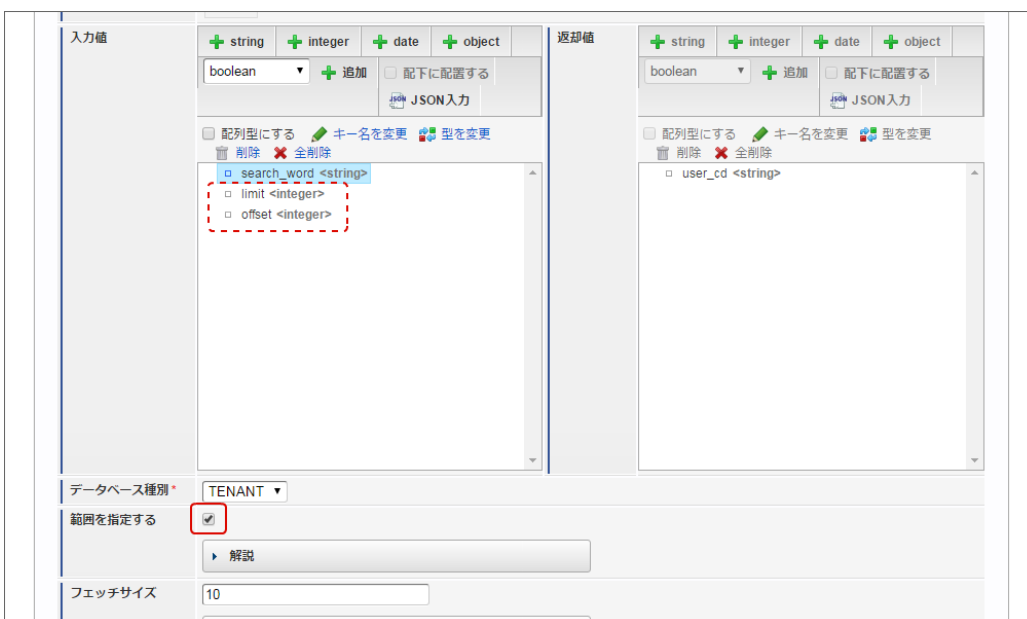 入力値
string integer date object
boolean 追加 配下に配置する
JSON JSON入力
配列型にする キー名を変更 型を変更
削除 全削除
search_word <string>
limit <integer>
offset <integer>
返却値
string integer date object
boolean 追加 配下に配置する
JSON JSON入力
配列型にする キー名を変更 型を変更
削除 全削除
user_cd <string>
データベース種別* TENANT
範囲を指定する
解説
フェッチサイズ 10